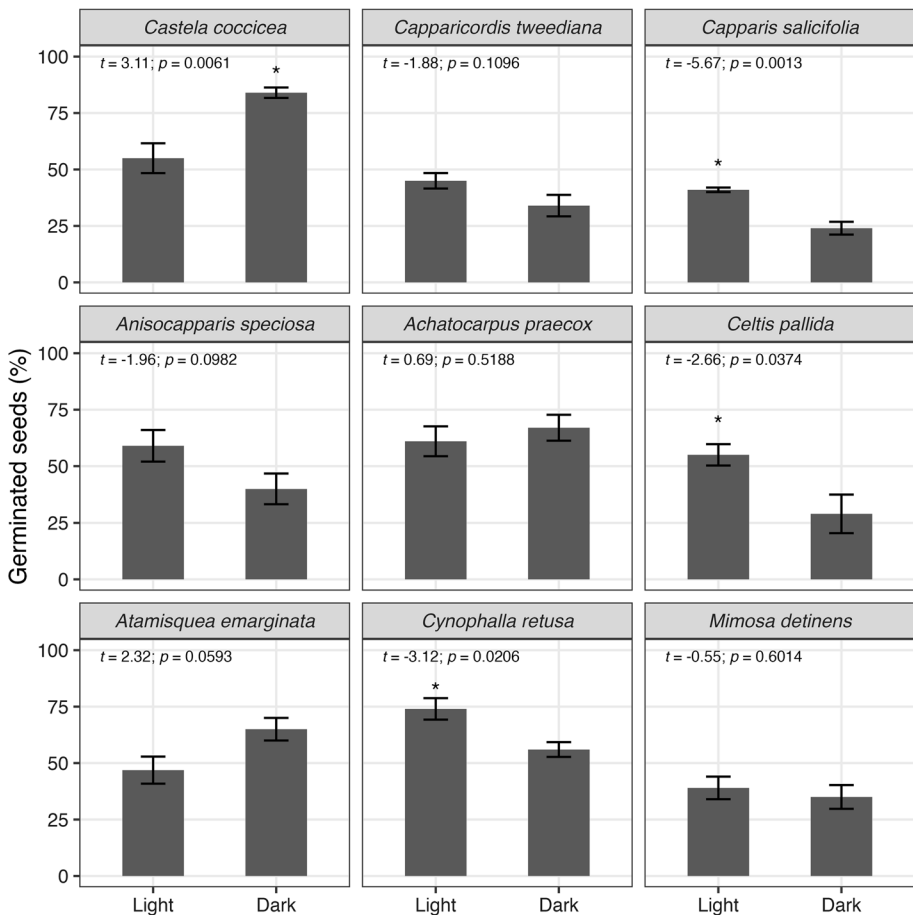 Castela coccicea
Capparicordis tweediana
Capparis salicifolia
t = 3.11; p = 0.0061
t = -1.88; p = 0.1096
t = -5.67; p = 0.0013
*
*
100
75
50
25
0
Anisocapparis speciosa
Achatocarpus praecox
Celtis pallida
t = -1.96; p = 0.0982
t = 0.69; p = 0.5188
t = -2.66; p = 0.0374
*
100
75
50
25
0
Germinated seeds (%)
Atamisquea emarginata
Cynophalla retusa
Mimosa detinens
t = 2.32; p = 0.0593
t = -3.12; p = 0.0206
t = -0.55; p = 0.6014
*
100
75
50
25
0
Light Dark
Light Dark
Light Dark